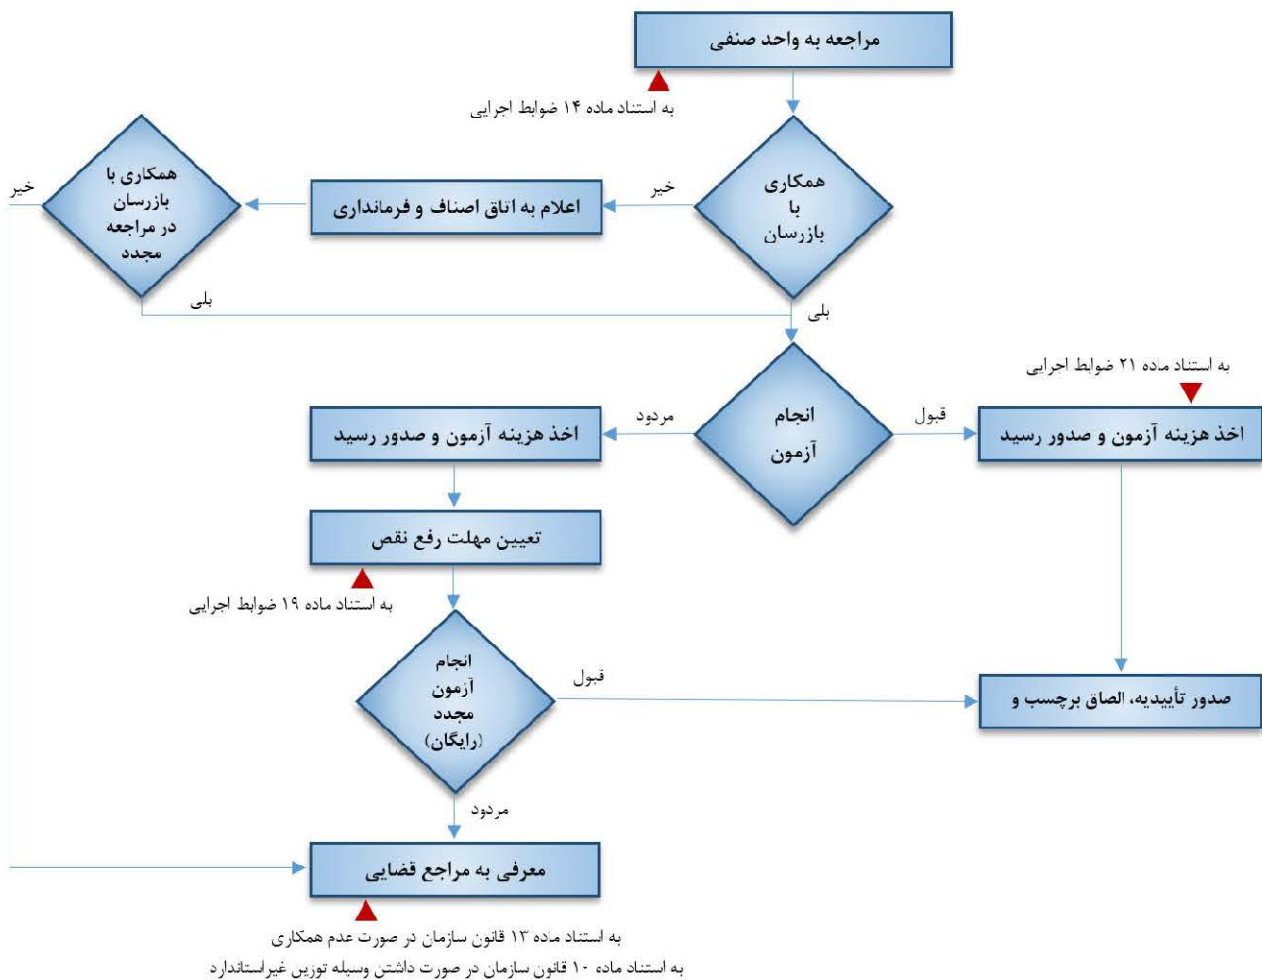 مراجعه به واحد صنفی
به استناد ماده ۱۴ ضوابط اجرایی
همکاری
با
بازرسان
خیر
اعلام به اتاق اصناف و فرمانداری
همکاری با
بازرسان
در مراجعه
مجدد
خیر
بلی
بلی
به استناد ماده ۲۱ ضوابط اجرایی
انجام
آزمون
قبول
اخذ هزینه آزمون و صدور رسید
مردود
اخذ هزینه آزمون و صدور رسید
تعیین مهلت رفع نقص
به استناد ماده ۱۹ ضوابط اجرایی
انجام
آزمون
مجدد
(رایگان)
قبول
صدور تأییدیه، الصاق برچسب و
مردود
معرفی به مراجع قضایی
به استناد ماده ۱۳ قانون سازمان در صورت عدم همکاری
به استناد ماده ۱۰ قانون سازمان در صورت داشتن وسیله توزین غیراستاندارد